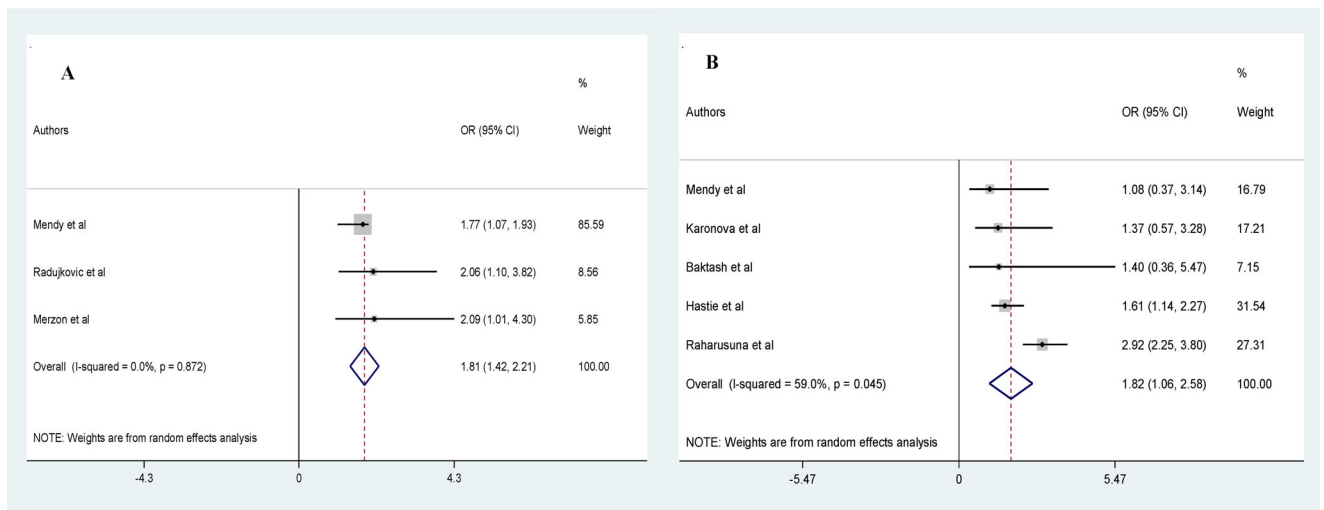 A
%
Authors OR (95% CI) Weight
Mendy et al 1.77 (1.07, 1.93) 85.59
Radujkovic et al 2.06 (1.10, 3.82) 8.56
Merzon et al 2.09 (1.01, 4.30) 5.85
Overall (I-squared = 0.0%, p = 0.872) 1.81 (1.42, 2.21) 100.00
NOTE: Weights are from random effects analysis
-4.3 0 4.3
B
%
Authors OR (95% CI) Weight
Mendy et al 1.08 (0.37, 3.14) 16.79
Karonova et al 1.37 (0.57, 3.28) 17.21
Baktash et al 1.40 (0.36, 5.47) 7.15
Hastie et al 1.61 (1.14, 2.27) 31.54
Raharusuna et al 2.92 (2.25, 3.80) 27.31
Overall (I-squared = 59.0%, p = 0.045) 1.82 (1.06, 2.58) 100.00
NOTE: Weights are from random effects analysis
-5.47 0 5.47